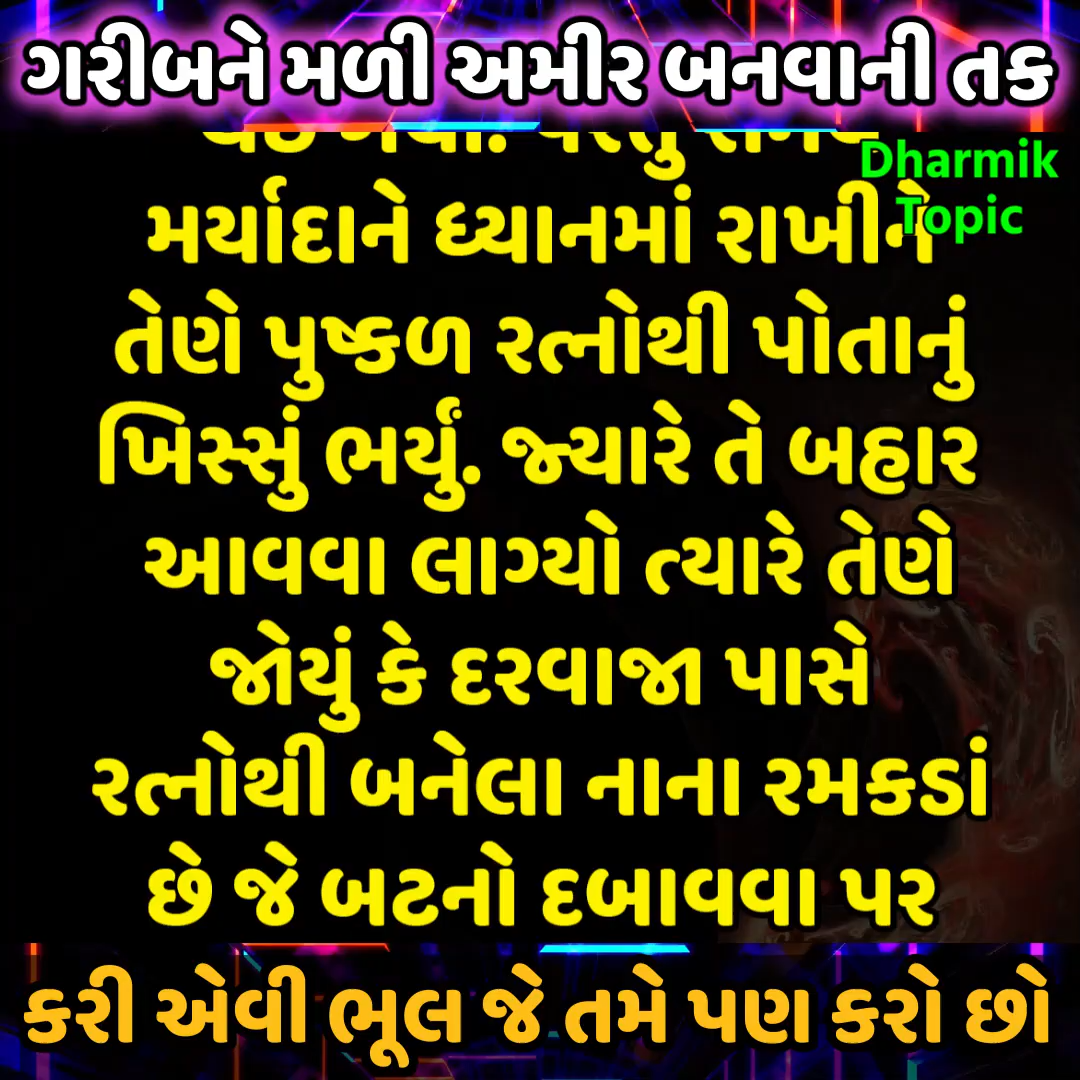 ગરીબને મળી અમીર બનવાની તક
Dharmik
Topic
મર્યાદાને ધ્યાનમાં રાખીને
તેણે પુષ્કળ રત્નોથી પોતાનું
ખિસ્સું ભર્યું. જ્યારે તે બહાર
આવવા લાગ્યો ત્યારે તેણે
જોયું કે દરવાજા પાસે
રત્નોથી બનેલા નાના રમકડાં
છે જે બટનો દબાવવા પર
કરી એવી ભૂલ જે તમે પણ કરો છો